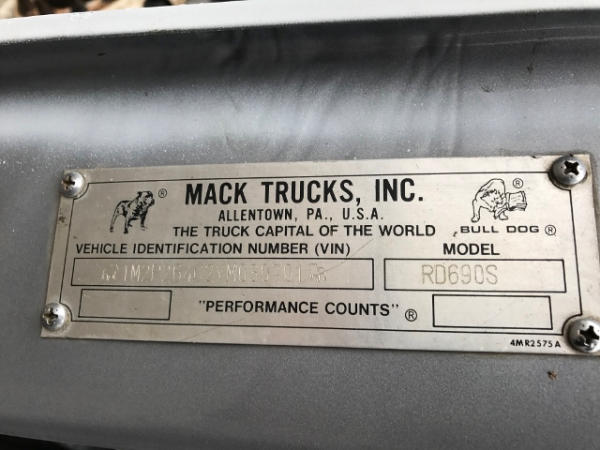 ® MACK TRUCKS, INC. ®
ALLENTOWN, PA., U.S.A.
THE TRUCK CAPITAL OF THE WORLD BULL DOG ®
VEHICLE IDENTIFICATION NUMBER (VIN) MODEL
RD690S
"PERFORMANCE COUNTS" ®
4MR2575A